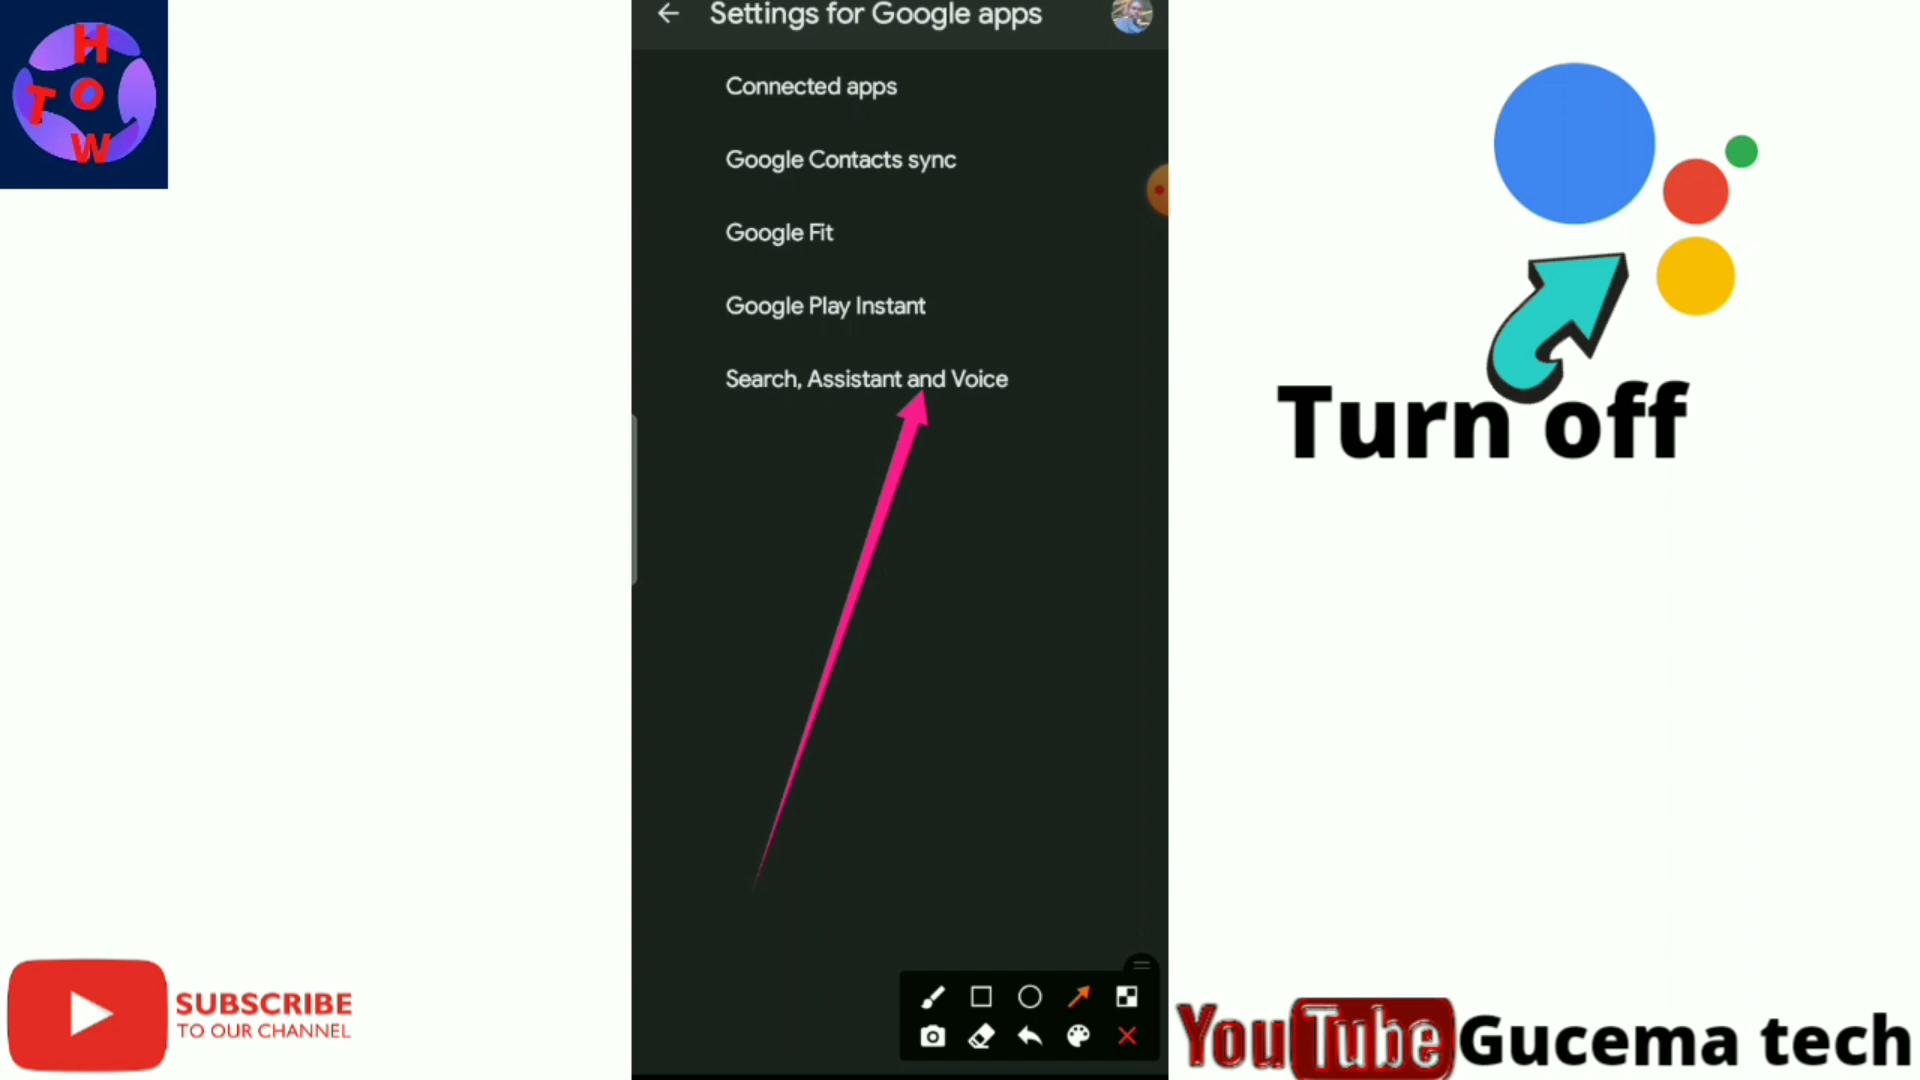 H
T O
W
Settings for Google apps
Connected apps
Google Contacts sync
Google Fit
Google Play Instant
Search, Assistant and Voice
Turn off
SUBSCRIBE
TO OUR CHANNEL
YouTube Gucema tech